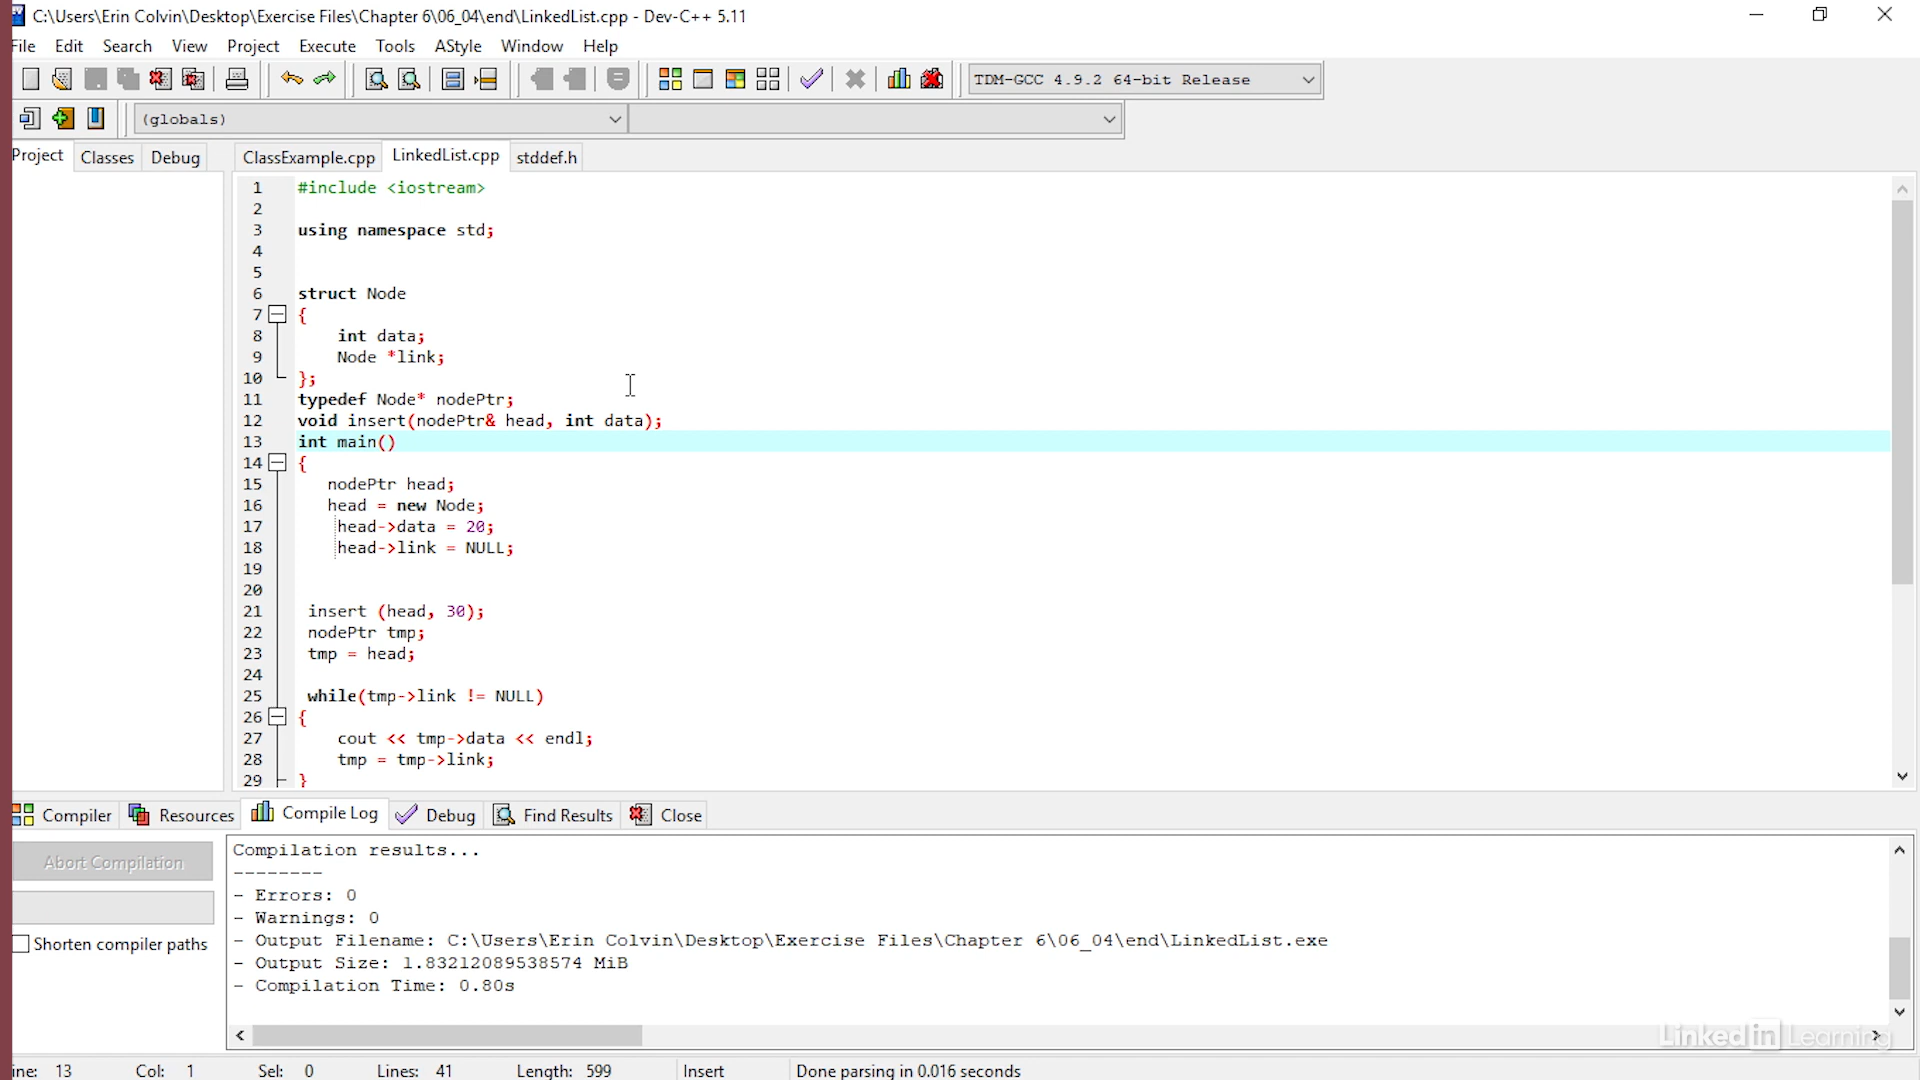 C:\Users\Erin Colvin\Desktop\Exercise Files\Chapter 6\06_04\end\LinkedList.cpp - Dev-C++ 5.11
File Edit Search View Project Execute Tools AStyle Window Help
TDM-GCC 4.9.2 64-bit Release
(globals)
Project Classes Debug ClassExample.cpp LinkedList.cpp stddef.h
1 #include <iostream>
2
3 using namespace std;
4
5
6 struct Node
7 {
8 int data;
9 Node *link;
10 };
11 typedef Node* nodePtr;
12 void insert(nodePtr& head, int data);
13 int main()
14 {
15 nodePtr head;
16 head = new Node;
17 head->data = 20;
18 head->link = NULL;
19
20
21 insert (head, 30);
22 nodePtr tmp;
23 tmp = head;
24
25 while(tmp->link != NULL)
26 {
27 cout << tmp->data << endl;
28 tmp = tmp->link;
29 }
Compiler Resources Compile Log Debug Find Results Close
Abort Compilation
Shorten compiler paths
Compilation results...
--------
- Errors: 0
- Warnings: 0
- Output Filename: C:\Users\Erin Colvin\Desktop\Exercise Files\Chapter 6\06_04\end\LinkedList.exe
- Output Size: 1.83212089538574 MiB
- Compilation Time: 0.80s
Linked in Learning
ine: 13 Col: 1 Sel: 0 Lines: 41 Length: 599 Insert Done parsing in 0.016 seconds